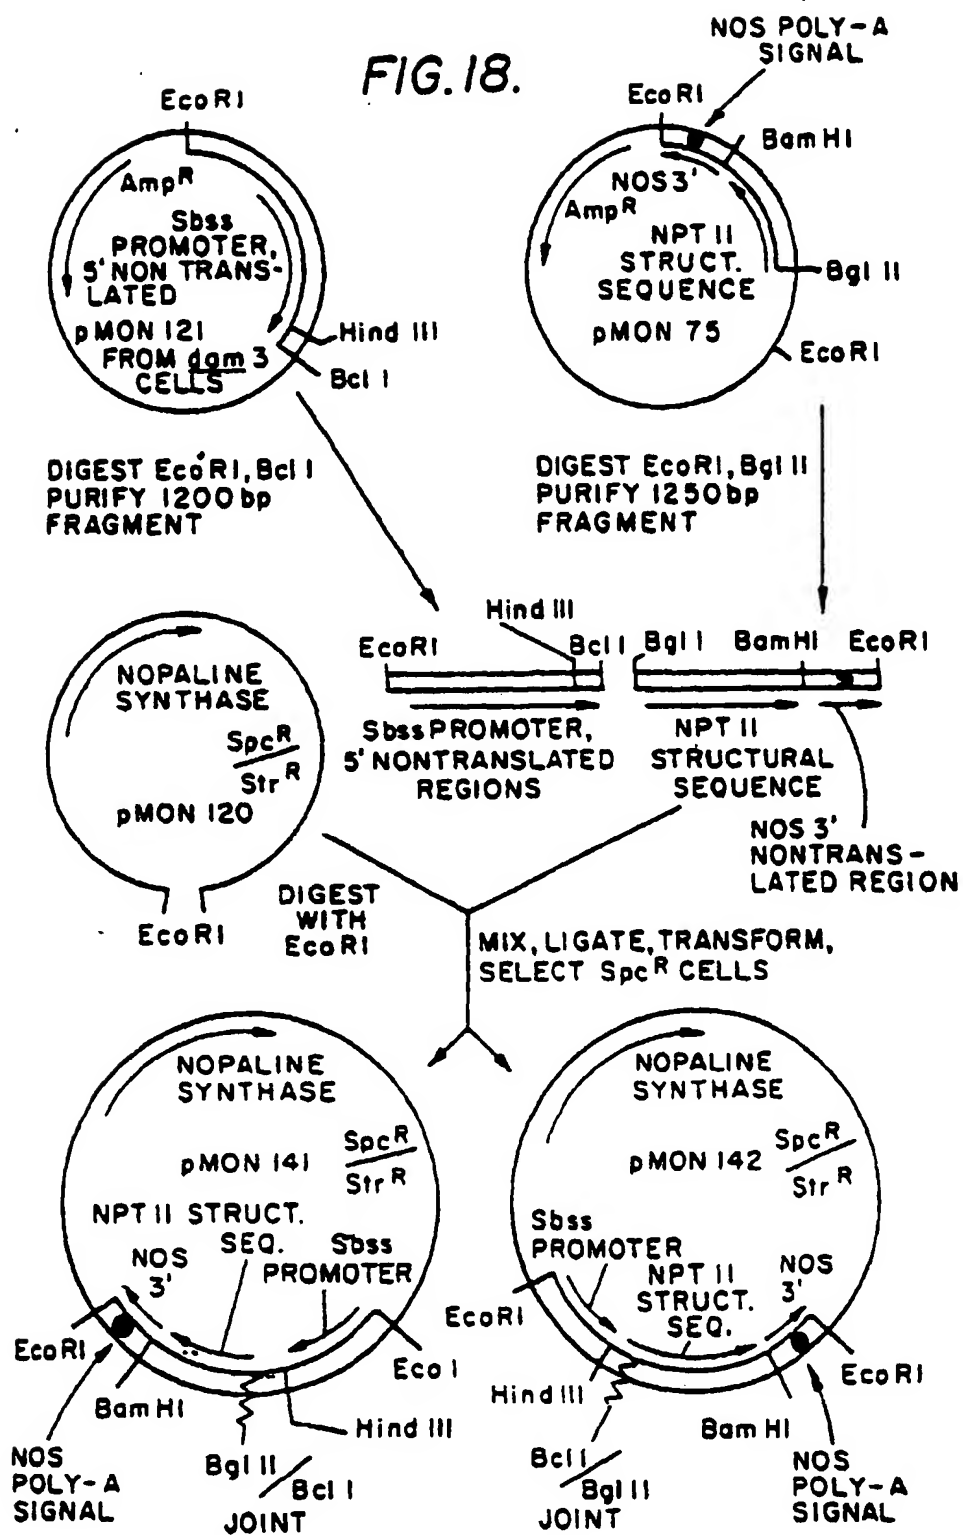 FIG. 18.
NOS POLY-A
SIGNAL
EcoRI
AmpR
Sbss
PROMOTER,
5' NON TRANS-
LATED
pMON 121
FROM dam 3
CELLS
Hind III
Bcl I
EcoRI
BamHI
NOS 3'
AmpR
NPT II
STRUCT.
SEQUENCE
pMON 75
Bgl II
EcoRI
DIGEST EcoRI, Bcl I
PURIFY 1200 bp
FRAGMENT
DIGEST EcoRI, Bgl II
PURIFY 1250 bp
FRAGMENT
NOPALINE
SYNTHASE
SpcR
StrR
pMON 120
EcoRI
DIGEST
WITH
EcoRI
Hind III
EcoRI
Bcl I
Bgl I
BamHI
EcoRI
Sbss PROMOTER,
5' NONTRANSLATED
REGIONS
NPT II
STRUCTURAL
SEQUENCE
NOS 3'
NONTRANS-
LATED REGION
MIX, LIGATE, TRANSFORM,
SELECT SpcR CELLS
NOPALINE
SYNTHASE
pMON 141
SpcR
StrR
NPT II STRUCT.
SEQ.
NOS
3'
Sbss
PROMOTER
EcoRI
BamHI
Eco I
Hind III
NOS
POLY-A
SIGNAL
Bgl II
Bcl I
JOINT
NOPALINE
SYNTHASE
pMON 142
SpcR
StrR
Sbss
PROMOTER
NPT II
STRUCT.
SEQ.
NOS
3'
EcoRI
Hind III
BamHI
EcoRI
Bcl I
Bgl II
JOINT
NOS
POLY-A
SIGNAL